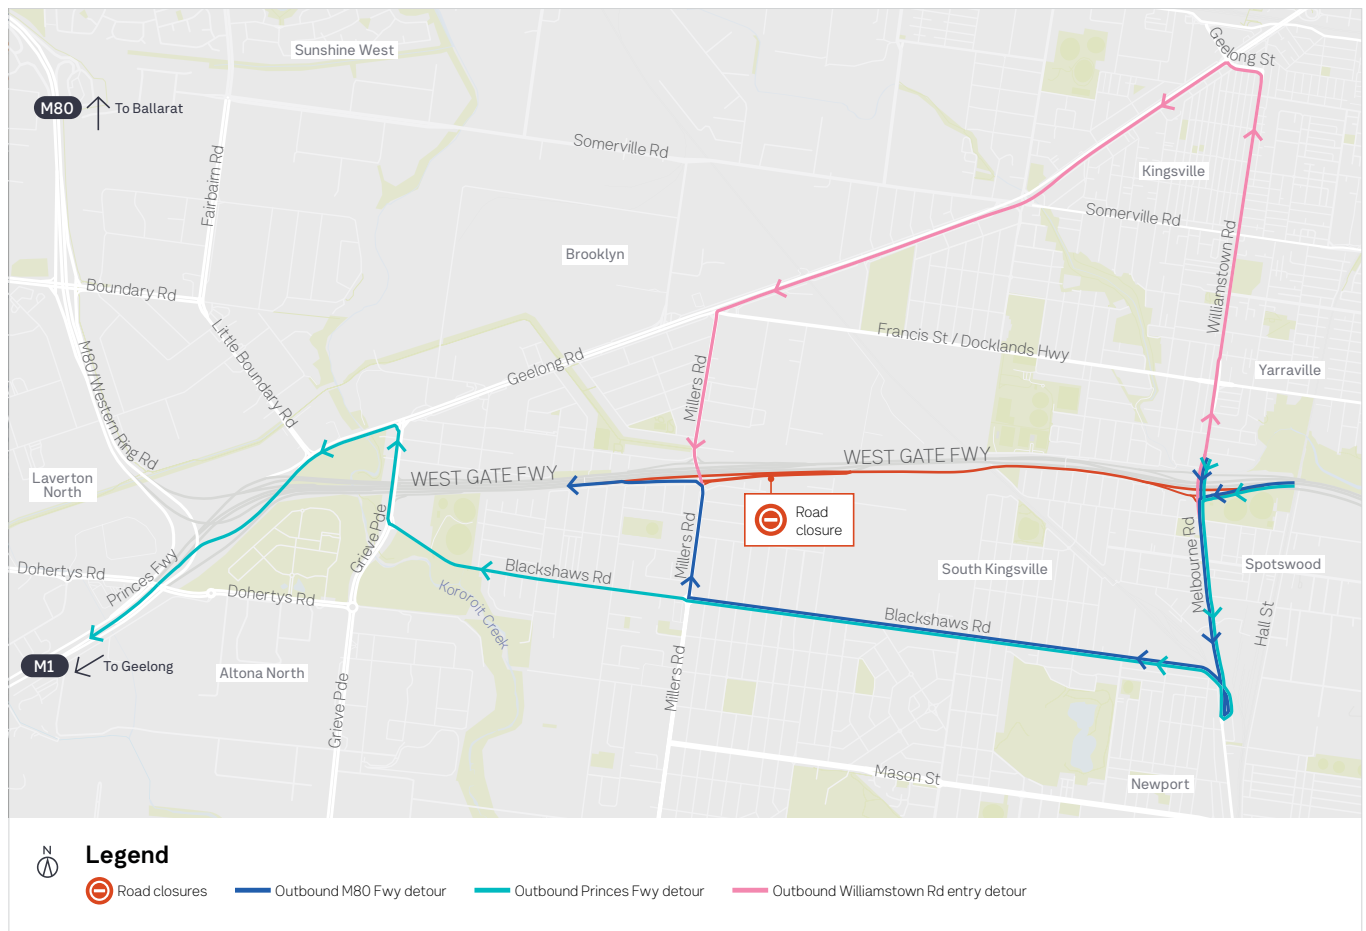 Geelong St
Sunshine West
M80
To Ballarat
Somerville Rd
Fairbairn Rd
Kingsville
Somerville Rd
Brooklyn
Williamstown Rd
Boundary Rd
Little Boundary Rd
M80/Western Ring Rd
Francis St / Docklands Hwy
Geelong Rd
Millers Rd
Yarraville
WEST GATE FWY
WEST GATE FWY
Laverton
North
Road
closure
Grieve Pde
Millers Rd
Melbourne Rd
Princes Fwy
Dohertys Rd
Blackshaws Rd
South Kingsville
Spotswood
Dohertys Rd
Kororoit Creek
Blackshaws Rd
Hall St
M1
To Geelong
Altona North
Millers Rd
Grieve Pde
Mason St
Newport
N
Legend
Road closures
Outbound M80 Fwy detour
Outbound Princes Fwy detour
Outbound Williamstown Rd entry detour